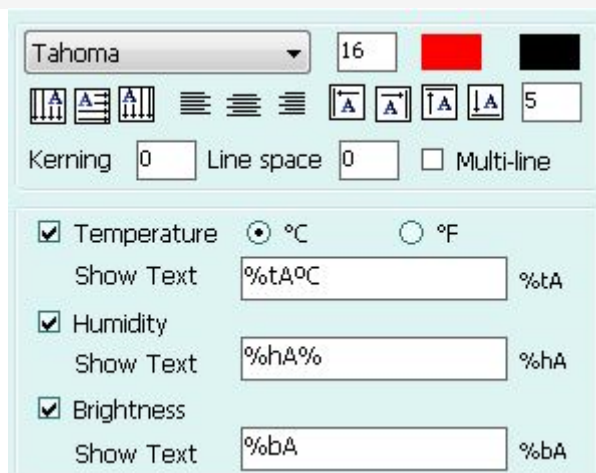 Tahoma 16
A A A A A A A 5
Kerning 0 Line space 0 Multi-line
Temperature °C °F
Show Text %tAºC %tA
Humidity
Show Text %hA% %hA
Brightness
Show Text %bA %bA